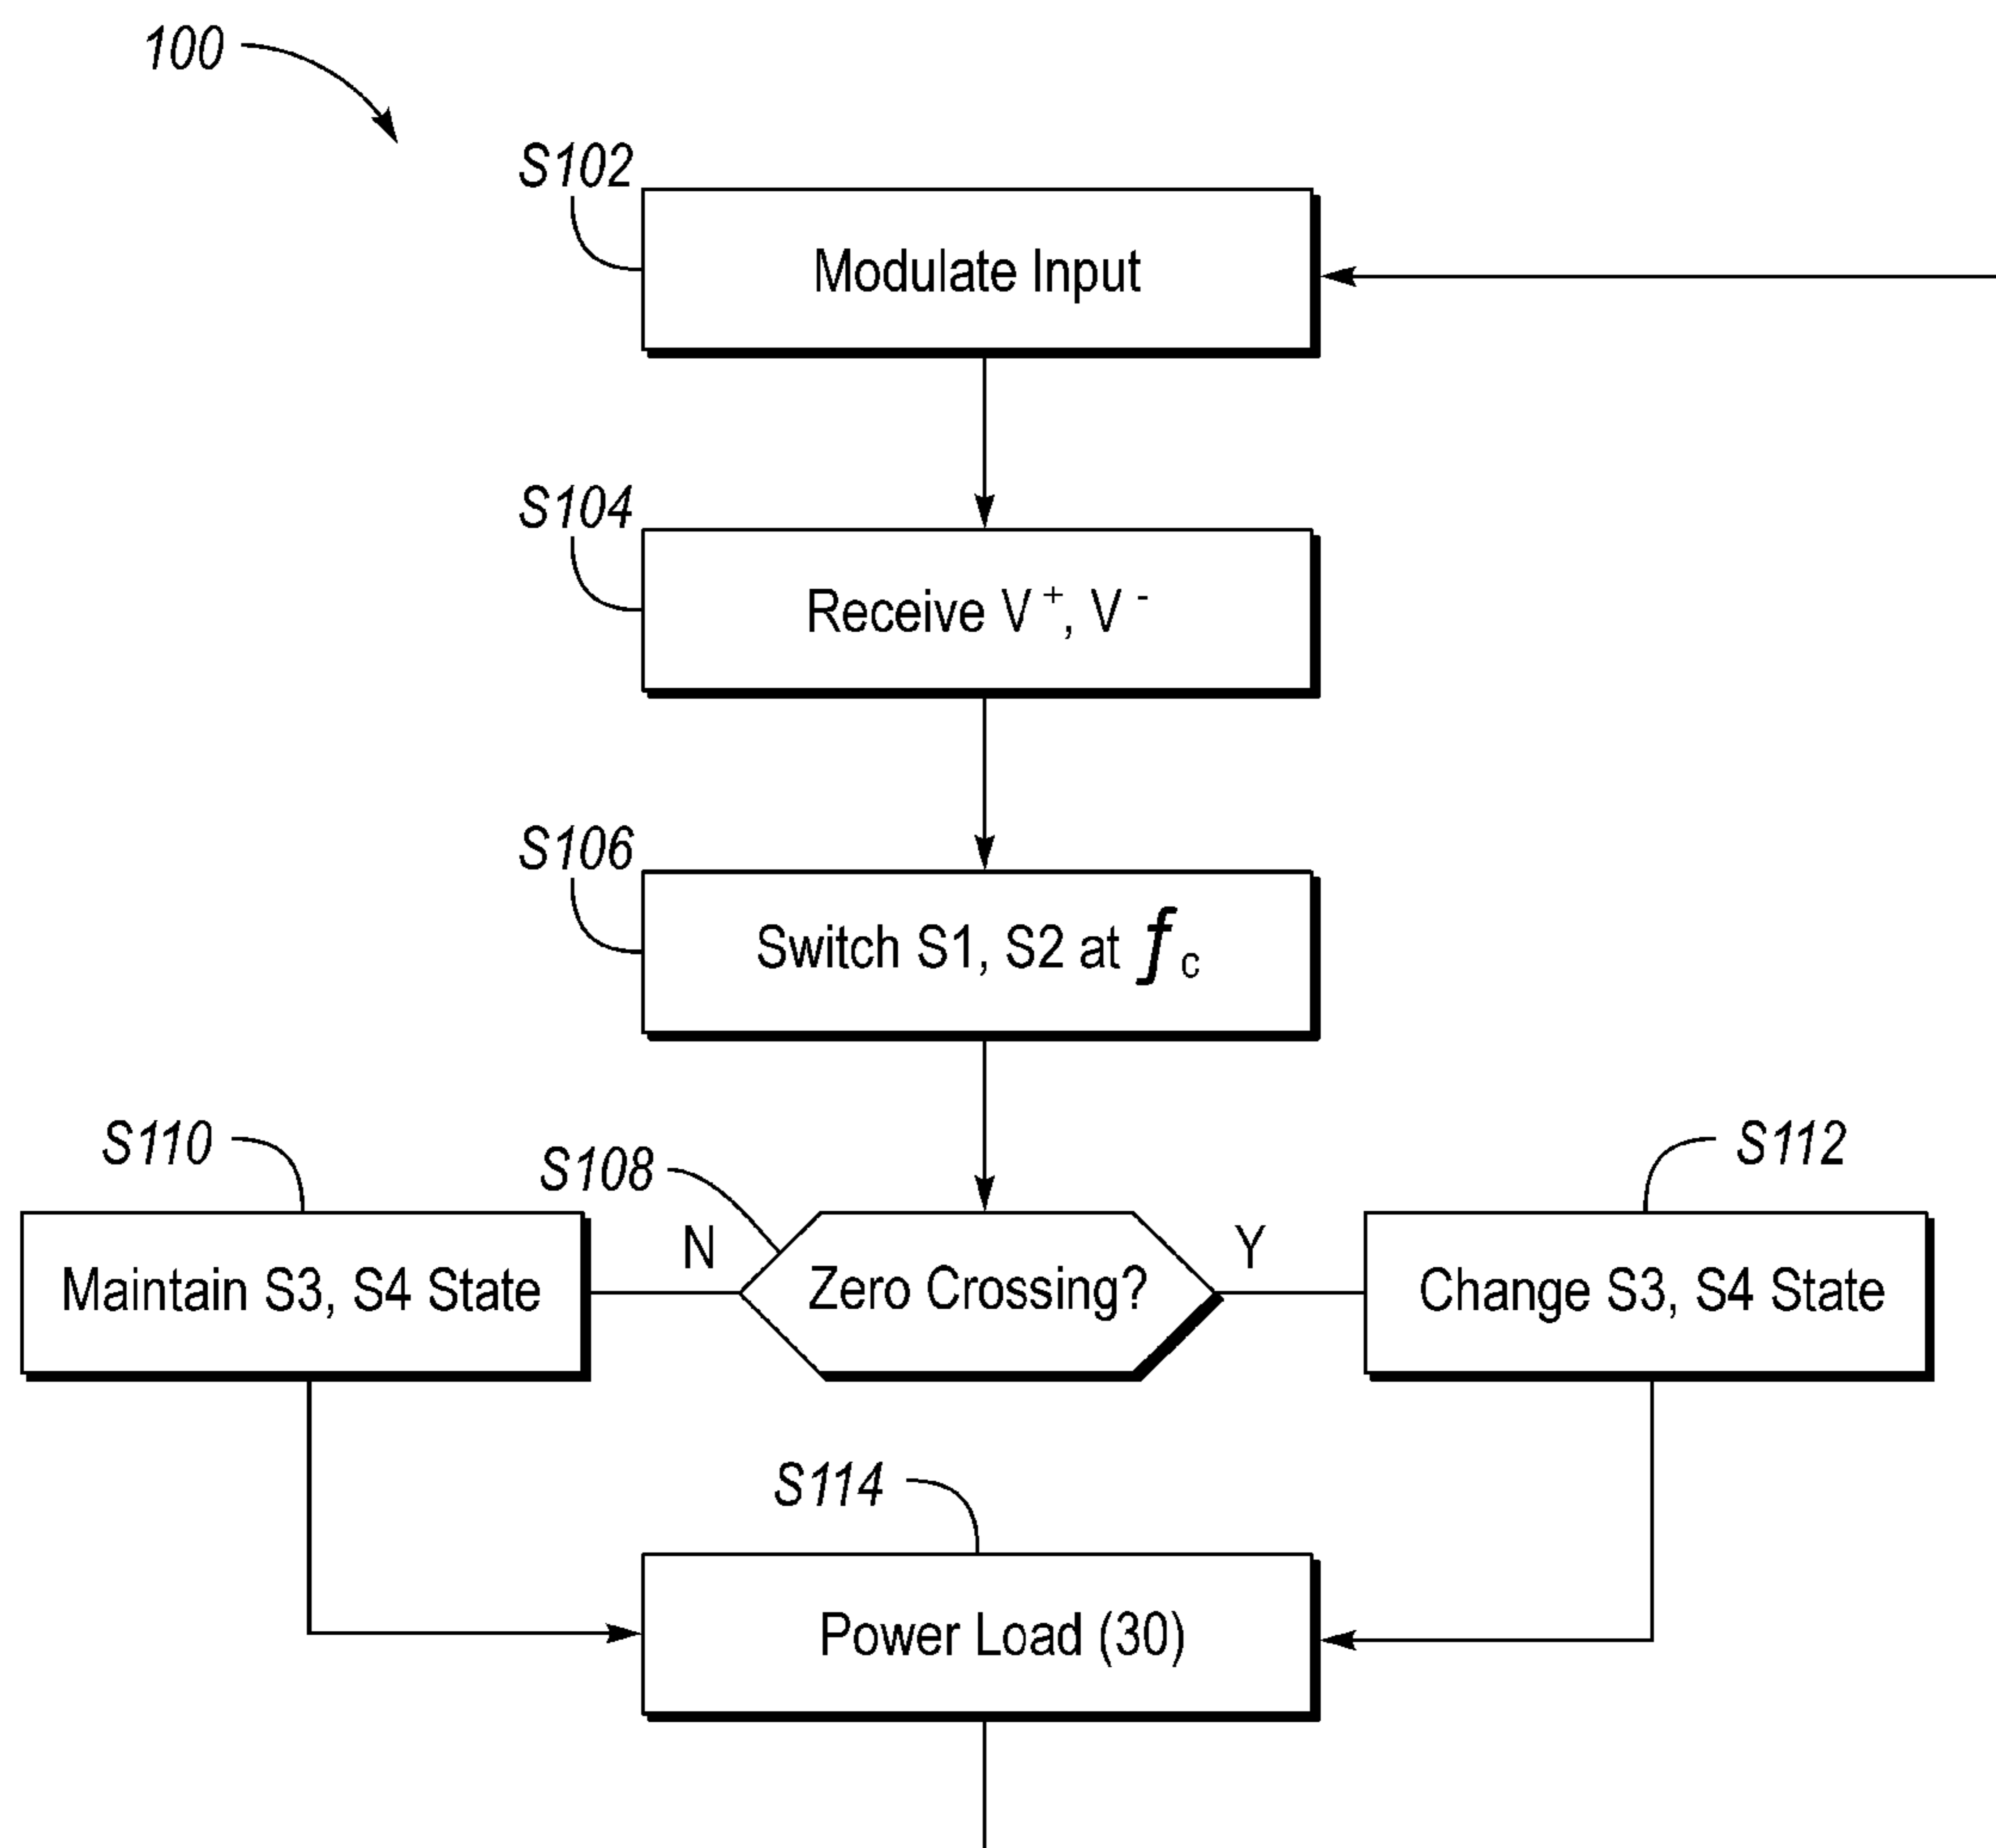 100
S102
Modulate Input
S104
Receive V⁺, V⁻
S106
Switch S1, S2 at f c
S110
S108
S112
Maintain S3, S4 State
N
Zero Crossing?
Y
Change S3, S4 State
S114
Power Load (30)